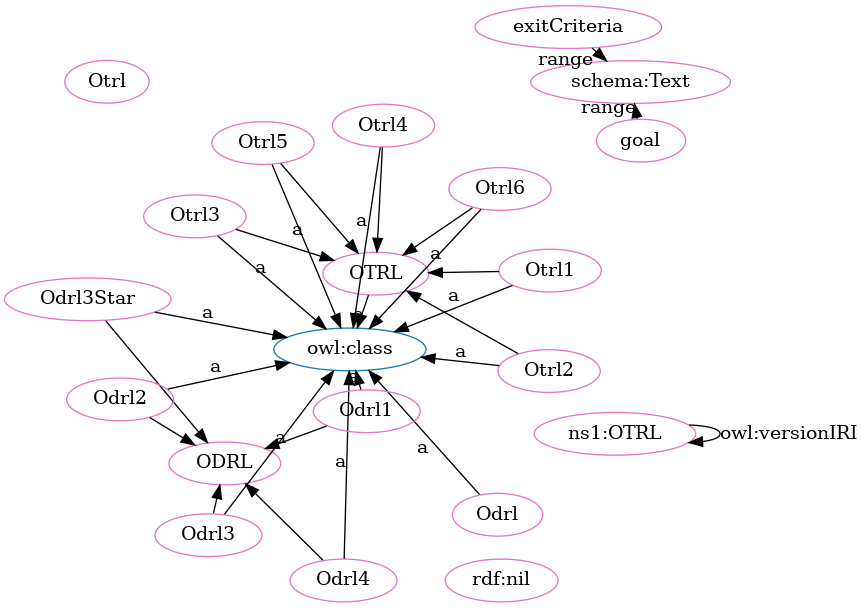 exitCriteria
range
Otrl
schema:Text
range
Otrl4
Otrl5
goal
Otrl6
Otrl3
a
a
a
a
OTRL
Otrl1
a
Odrl3Star
a
a
owl:class
a
a
Otrl2
a
a
Odrl2
Odrl1
ns1:OTRL
owl:versionIRI
a
a
a
ODRL
Odrl
Odrl3
Odrl4
rdf:nil